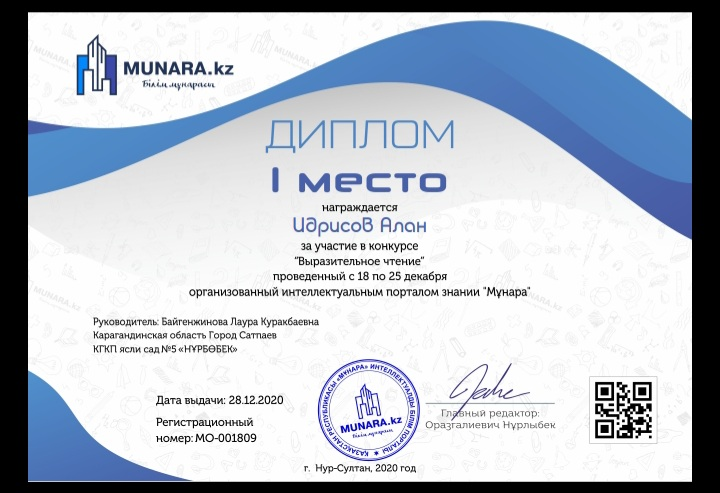 MUNARA.kz
Білім мұнарасы
ДИПЛОМ
I место
награждается
Идрисов Алан
за участие в конкурсе
"Выразительное чтение"
проведенный с 18 по 25 декабря
организованный интеллектуальным порталом знании "Мұнара"
Руководитель: Байгенжинова Лаура Куракбаевна
Карагандинская область Город Сатпаев
КГКП ясли сад №5 «НҰРБӨБЕК»
Дата выдачи: 28.12.2020
Регистрационный
номер: МО-001809
ҚАЗАҚСТАН РЕСПУБЛИКАСЫ «МҰНАРА» ИНТЕЛЛЕКТУАЛДЫ БІЛІМ ПОРТАЛЫ
MUNARA.kz
Білім мұнарасы
Главный редактор:
Оразгалиевич Нұрлыбек
г. Нур-Султан, 2020 год